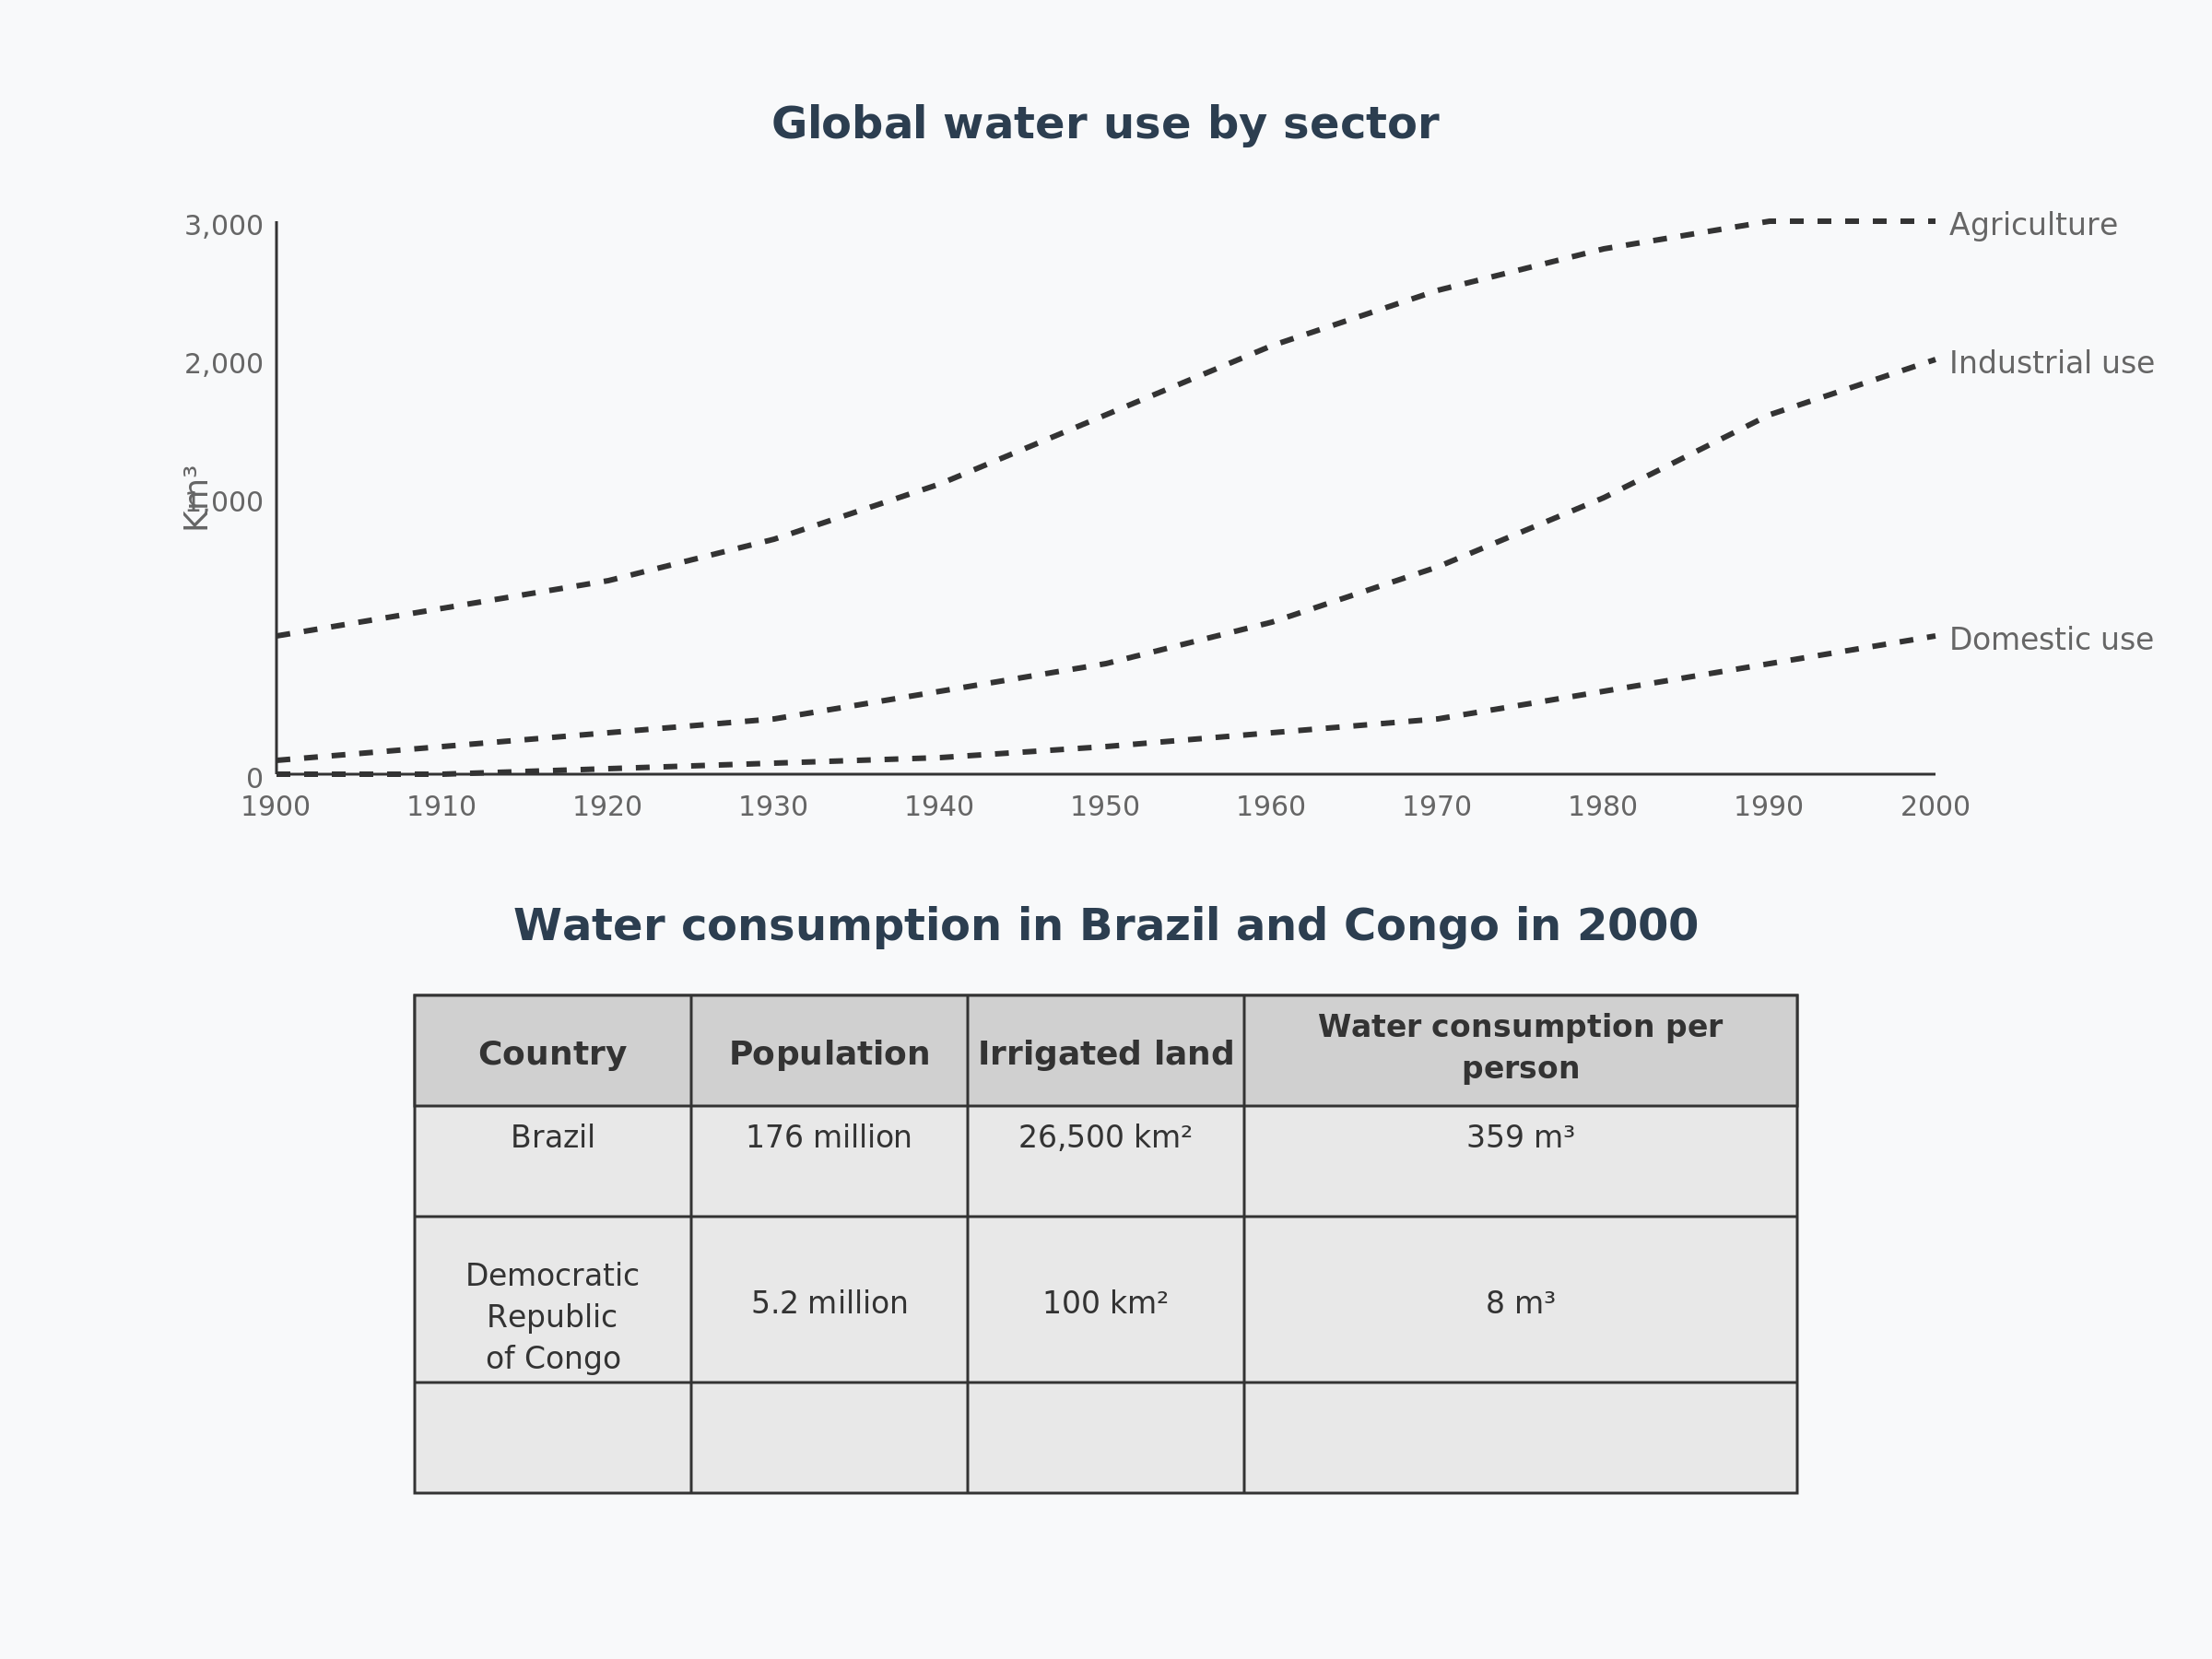 Global water use by sector
3,000
Agriculture
2,000
Industrial use
Km³
000
Domestic use
0
1900 1910 1920 1930 1940 1950 1960 1970 1980 1990 2000
Water consumption in Brazil and Congo in 2000
Country Population Irrigated land Water consumption per
person
Brazil 176 million 26,500 km² 359 m³
Democratic
Republic
of Congo
5.2 million 100 km² 8 m³